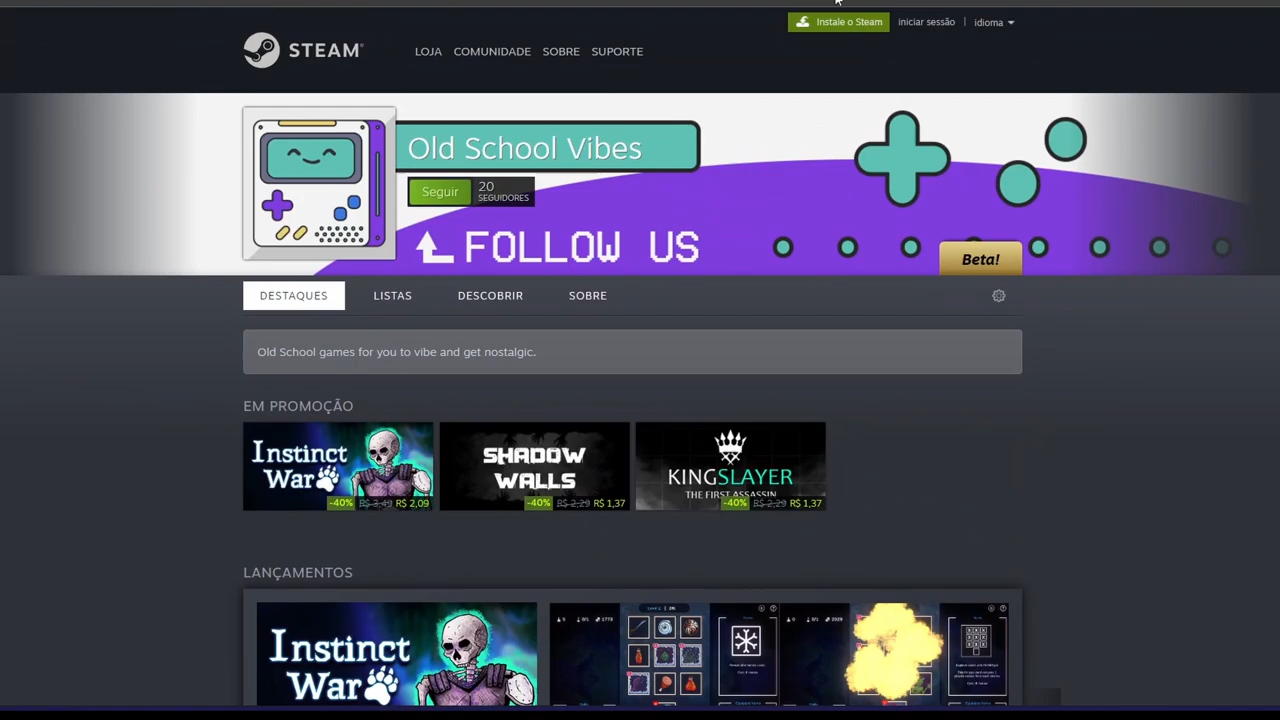 Instale o Steam iniciar sessão | idioma
STEAM®
LOJA COMUNIDADE SOBRE SUPORTE
Old School Vibes
Seguir 20 SEGUIDORES
FOLLOW US
Beta!
DESTAQUES LISTAS DESCOBRIR SOBRE
Old School games for you to vibe and get nostalgic.
EM PROMOÇÃO
Instinct
War
-40% R$ 3,49 R$ 2,09
SHADOW
WALLS
-40% R$ 2,29 R$ 1,37
KINGSLAYER
THE FIRST ASSASSIN
-40% R$ 2,29 R$ 1,37
LANÇAMENTOS
Instinct
War